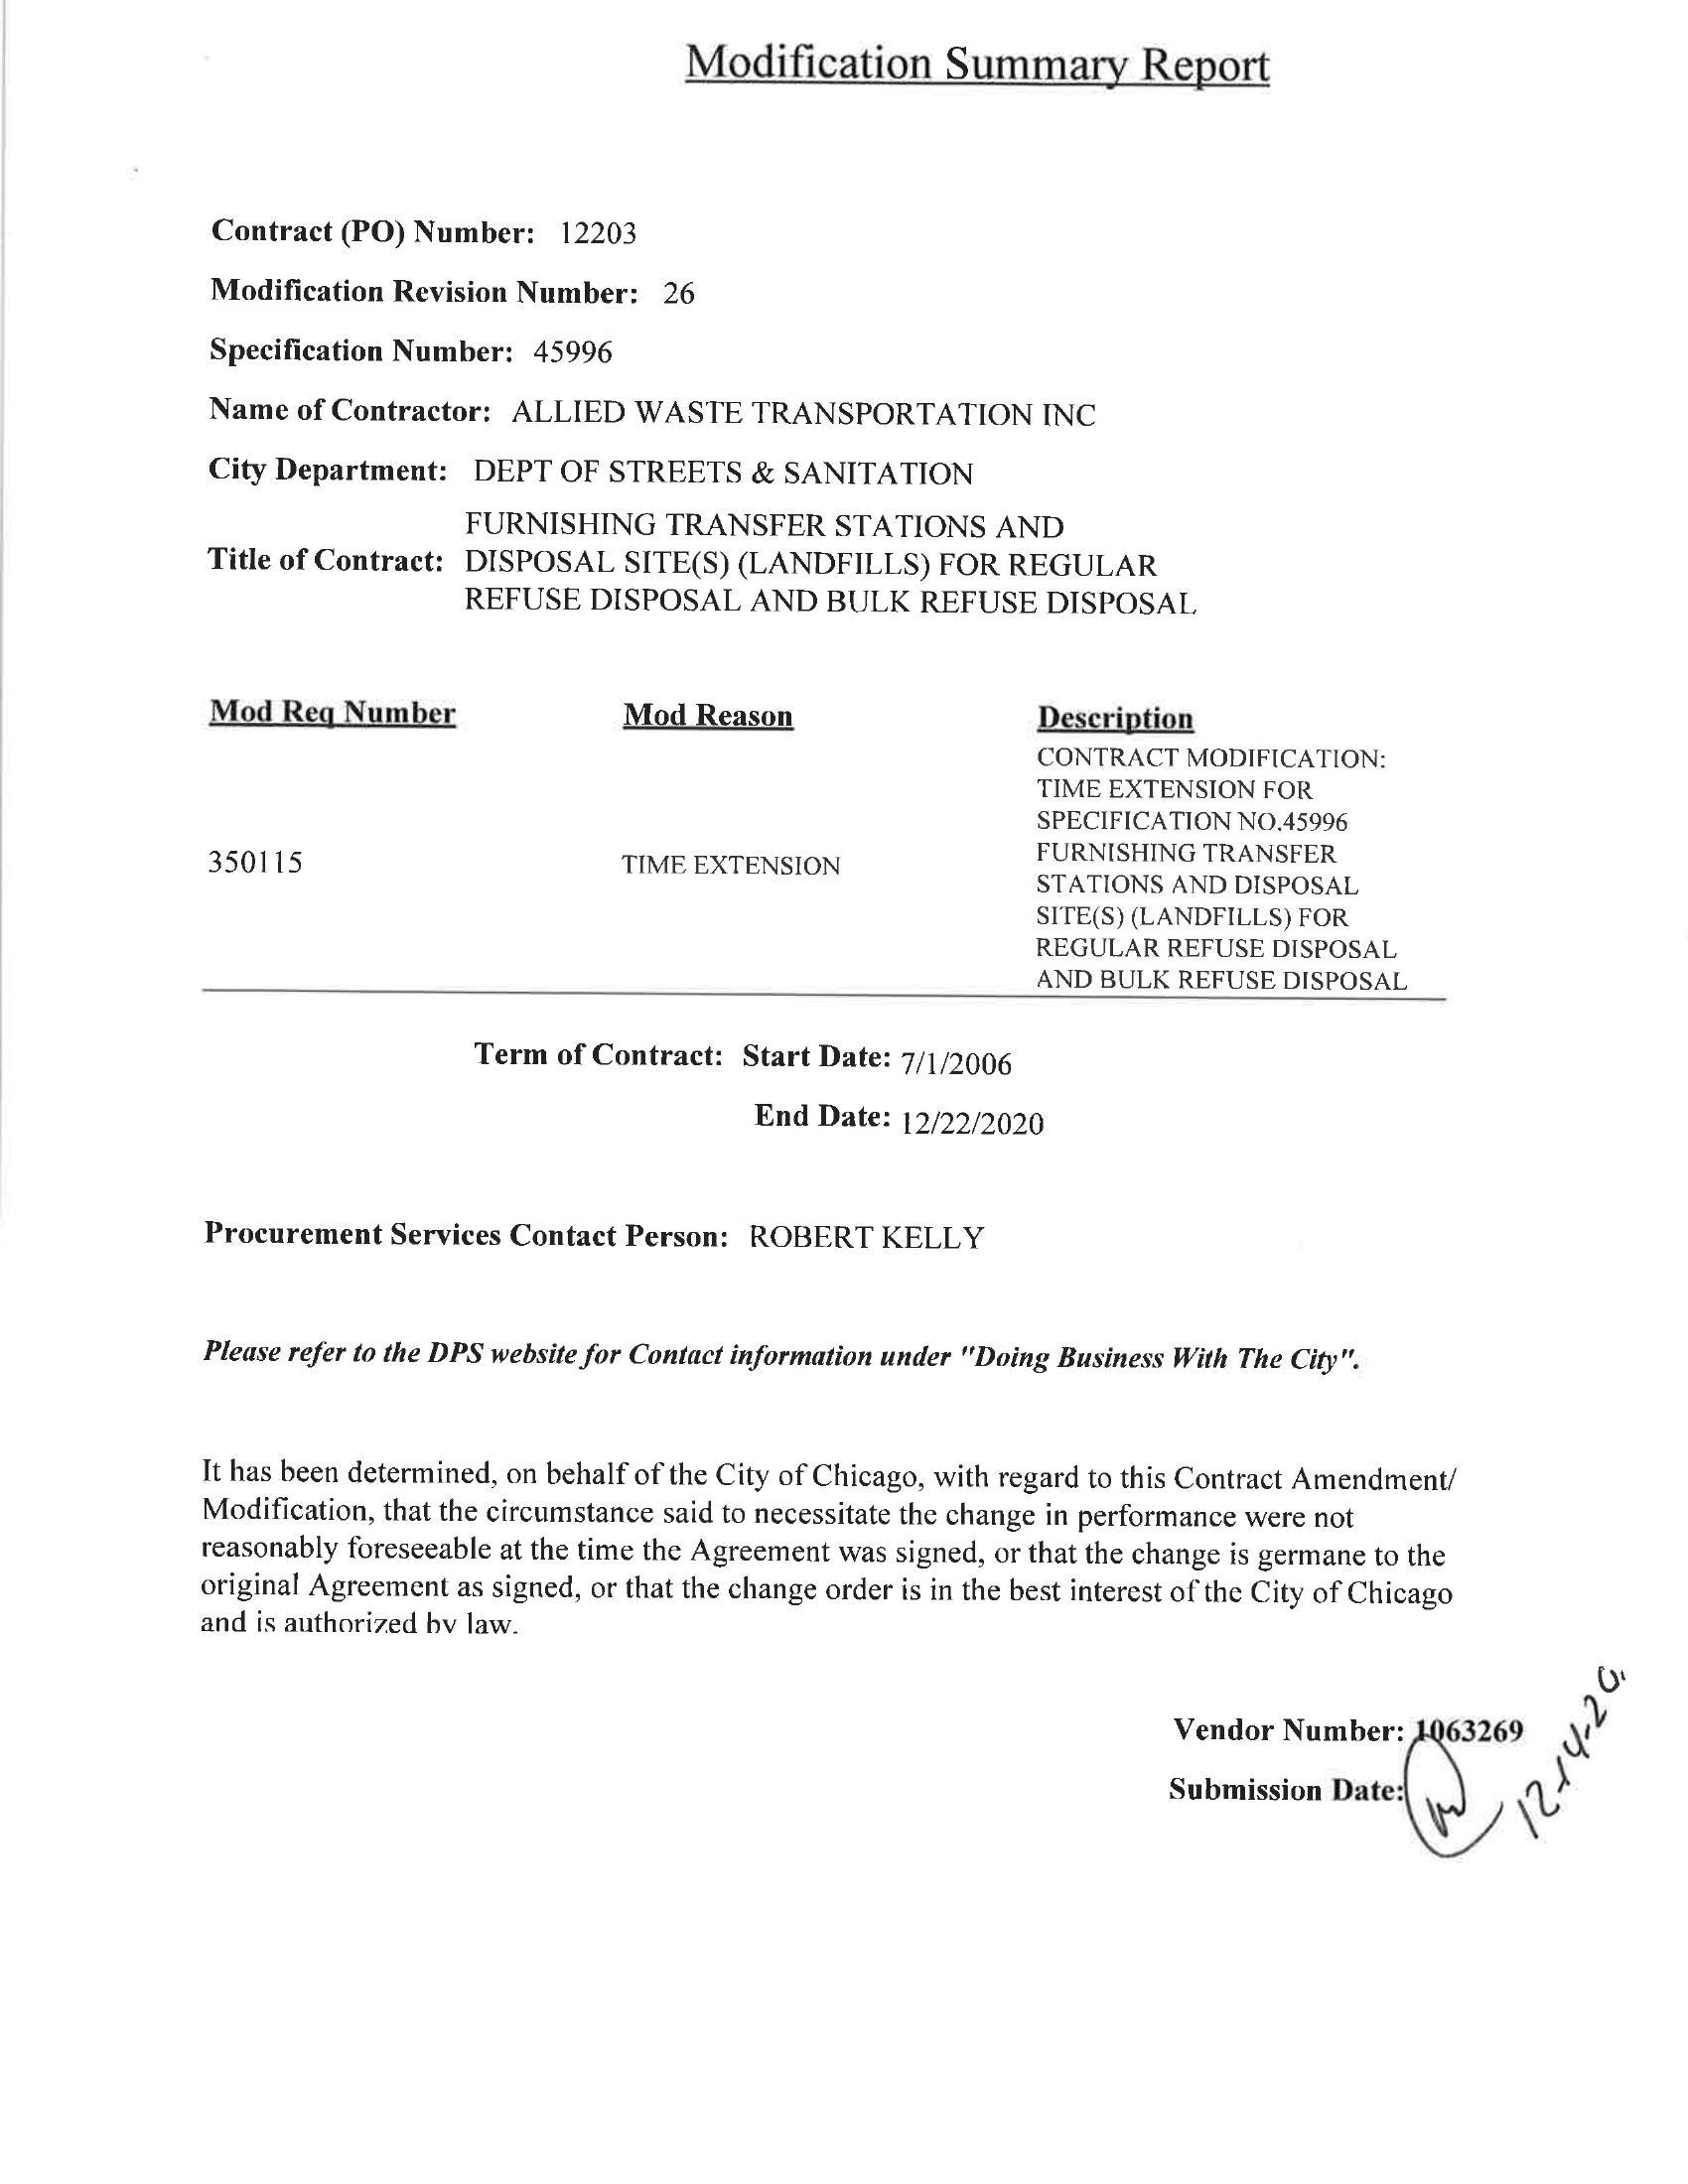 Modification Summary Report
Contract (PO) Number: 12203
Modification Revision Number: 26
Specification Number: 45996
Name of Contractor: ALLIED WASTE TRANSPORTATION INC
City Department: DEPT OF STREETS & SANITATION
FURNISHING TRANSFER STATIONS AND
Title of Contract: DISPOSAL SITE(S) (LANDFILLS) FOR REGULAR
REFUSE DISPOSAL AND BULK REFUSE DISPOSAL
Mod Req Number Mod Reason Description
CONTRACT MODIFICATION:
TIME EXTENSION FOR
SPECIFICATION NO.45996
350115 TIME EXTENSION FURNISHING TRANSFER
STATIONS AND DISPOSAL
SITE(S) (LANDFILLS) FOR
REGULAR REFUSE DISPOSAL
AND BULK REFUSE DISPOSAL
Term of Contract: Start Date: 7/1/2006
End Date: 12/22/2020
Procurement Services Contact Person: ROBERT KELLY
Please refer to the DPS website for Contact information under "Doing Business With The City".
It has been determined, on behalf of the City of Chicago, with regard to this Contract Amendment/
Modification, that the circumstance said to necessitate the change in performance were not
reasonably foreseeable at the time the Agreement was signed, or that the change is germane to the
original Agreement as signed, or that the change order is in the best interest of the City of Chicago
and is authorized by law.
Vendor Number: 1063269
Submission Date:
12-14-20